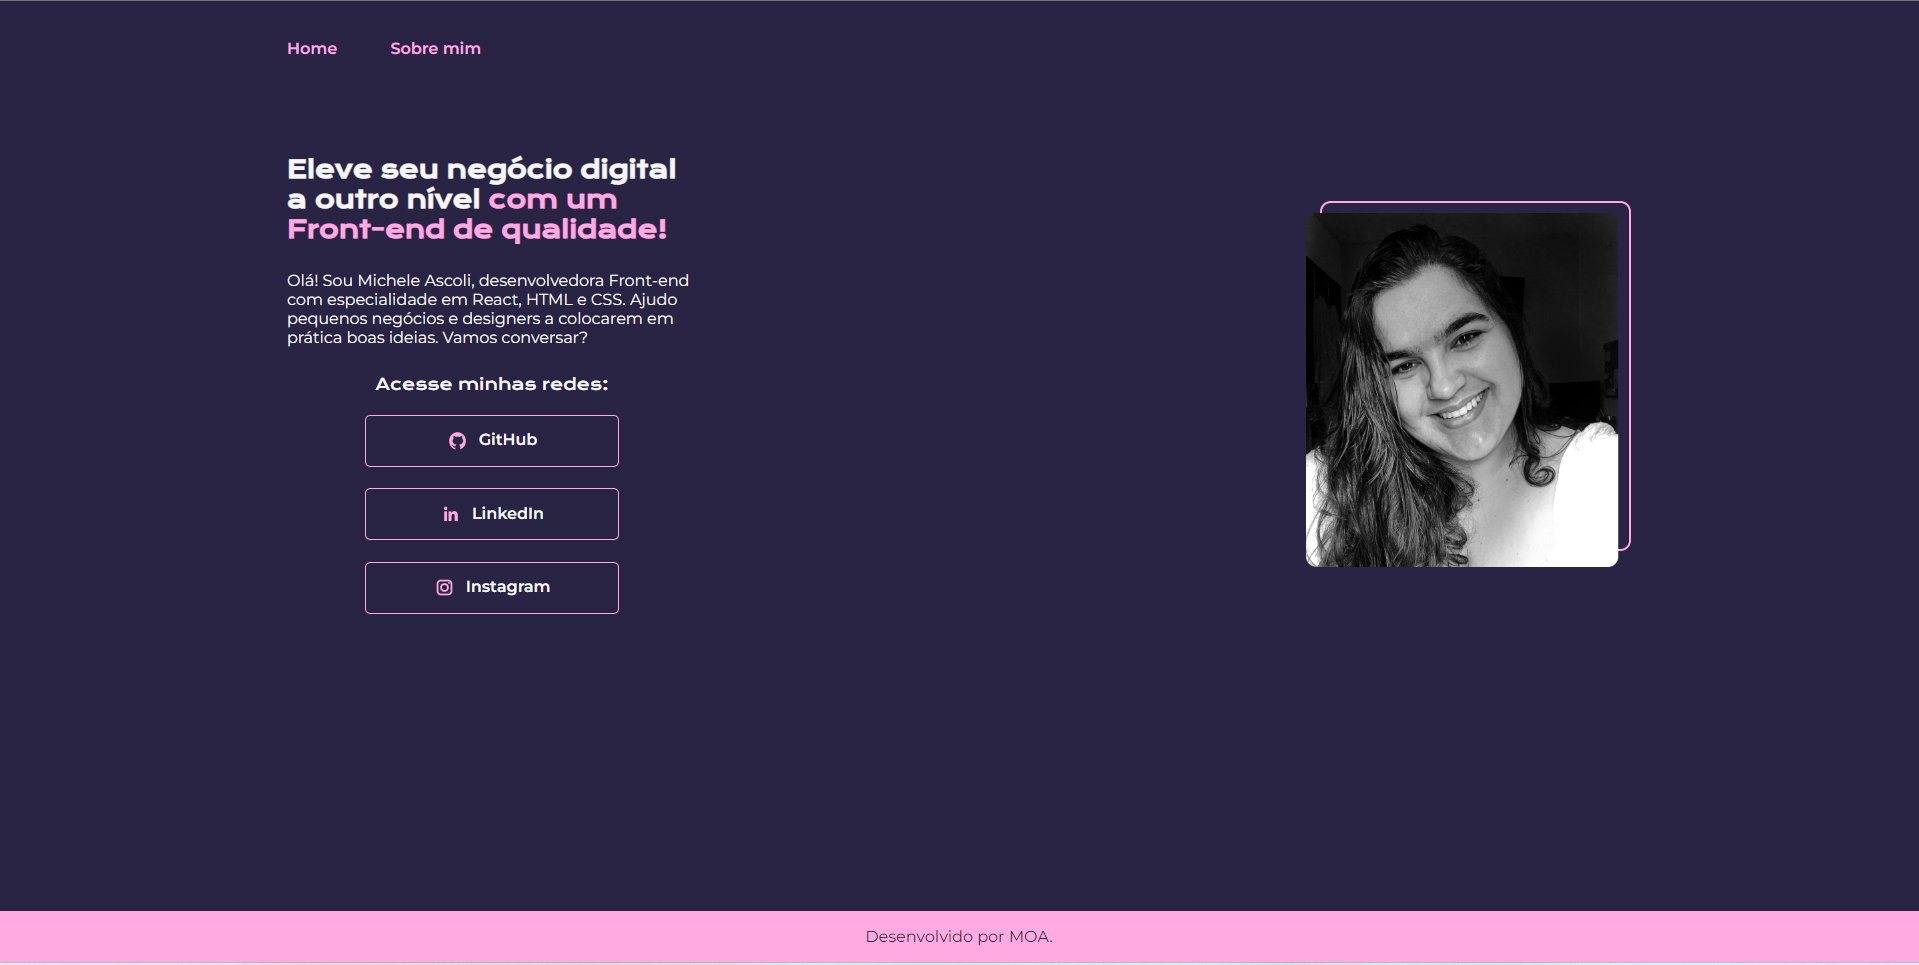 Home
Sobre mim
Eleve seu negócio digital
a outro nível com um
Front-end de qualidade!
Olá! Sou Michele Ascoli, desenvolvedora Front-end
com especialidade em React, HTML e CSS. Ajudo
pequenos negócios e designers a colocarem em
prática boas ideias. Vamos conversar?
Acesse minhas redes:
GitHub
LinkedIn
Instagram
Desenvolvido por MOA.